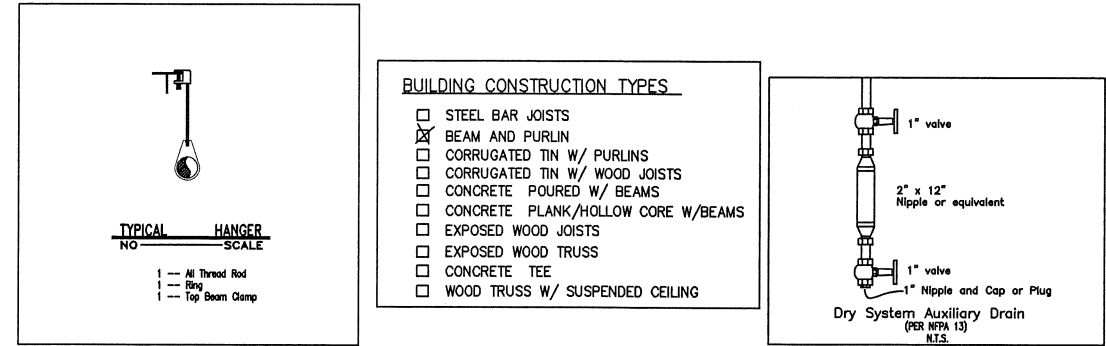 TYPICAL HANGER
NO SCALE
1 -- All Thread Rod
1 -- Ring
1 -- Top Beam Clamp
BUILDING CONSTRUCTION TYPES
STEEL BAR JOISTS
BEAM AND PURLIN
CORRUGATED TIN W/ PURLINS
CORRUGATED TIN W/ WOOD JOISTS
CONCRETE POURED W/ BEAMS
CONCRETE PLANK/HOLLOW CORE W/BEAMS
EXPOSED WOOD JOISTS
EXPOSED WOOD TRUSS
CONCRETE TEE
WOOD TRUSS W/ SUSPENDED CEILING
1" valve
2" x 12"
Nipple or equivalent
1" valve
1" Nipple and Cap or Plug
Dry System Auxiliary Drain
(PER NFPA 13)
N.T.S.